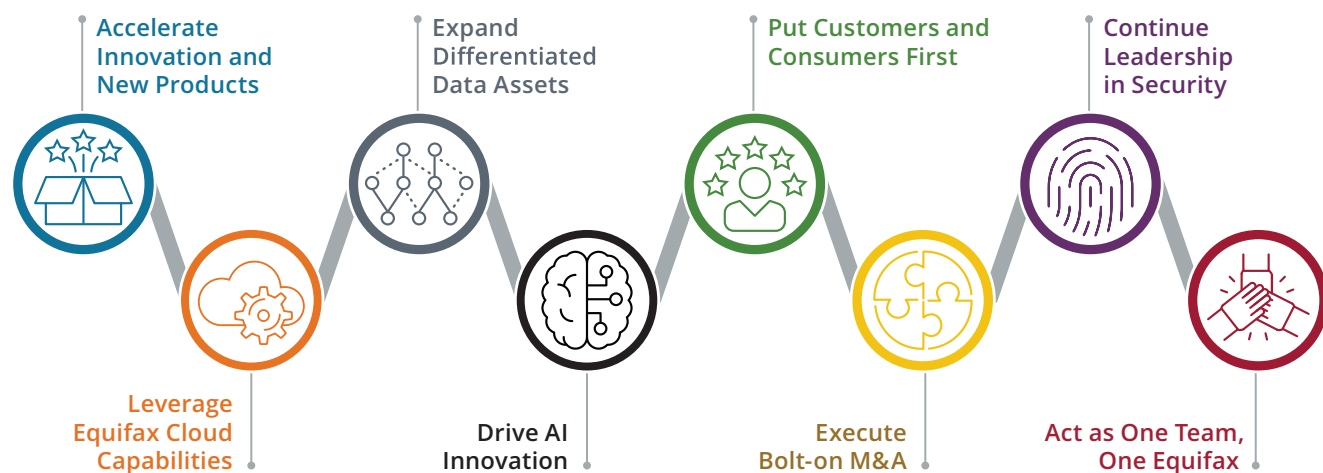 Accelerate
Innovation and
New Products
Expand
Differentiated
Data Assets
Put Customers and
Consumers First
Continue
Leadership
in Security
Leverage
Equifax Cloud
Capabilities
Drive AI
Innovation
Execute
Bolt-on M&A
Act as One Team,
One Equifax